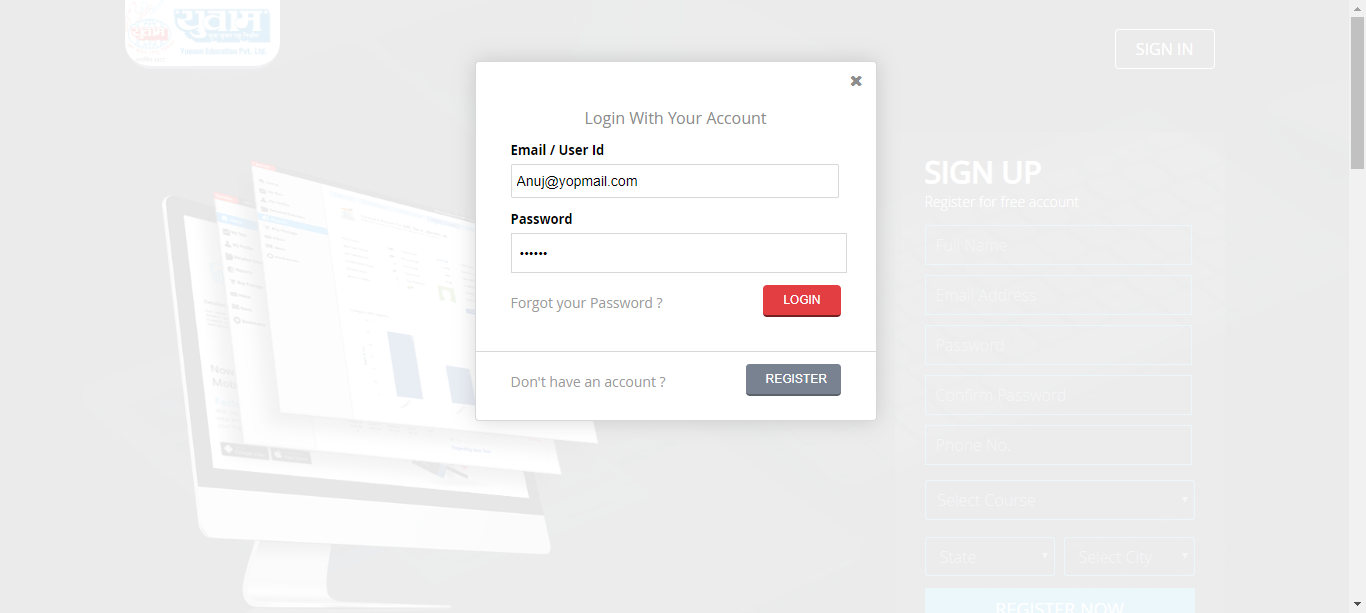 युवाम
Yuwam Education Pvt. Ltd.
SIGN IN
Login With Your Account
Email / User Id
Anuj@yopmail.com
Password
••••••
Forgot your Password ?
LOGIN
Don't have an account ?
REGISTER
SIGN UP
Register for free account
Full Name
Email Address
Password
Confirm Password
Phone No.
Select Course
State
Select City
REGISTER NOW